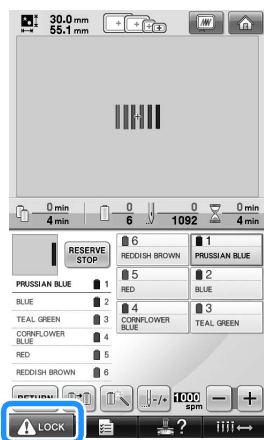 30.0 mm
55.1 mm
0 min
4 min
0
6
0
1092
0 min
4 min
RESERVE
STOP
PRUSSIAN BLUE 1
BLUE 2
TEAL GREEN 3
CORNFLOWER
BLUE 4
RED 5
REDDISH BROWN 6
6
REDDISH BROWN
1
PRUSSIAN BLUE
5
RED
2
BLUE
4
CORNFLOWER
BLUE
3
TEAL GREEN
RETURN
-/+
1000
spm
- +
LOCK
?